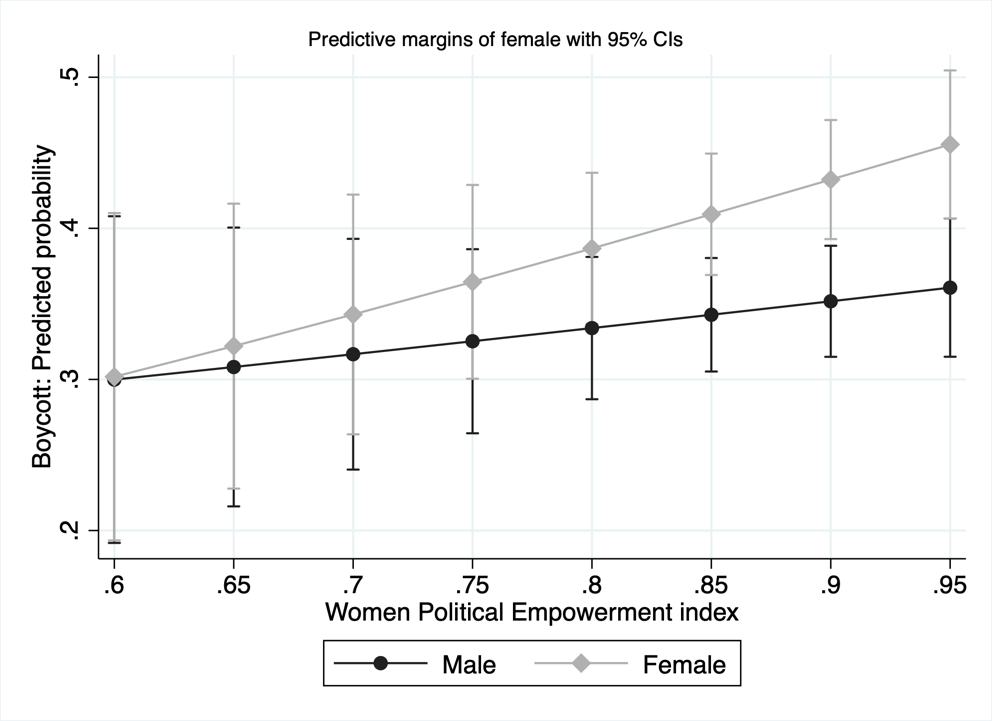 Predictive margins of female with 95% CIs
Boycott: Predicted probability
.5
.4
.3
.2
.6 .65 .7 .75 .8 .85 .9 .95
Women Political Empowerment index
Male Female